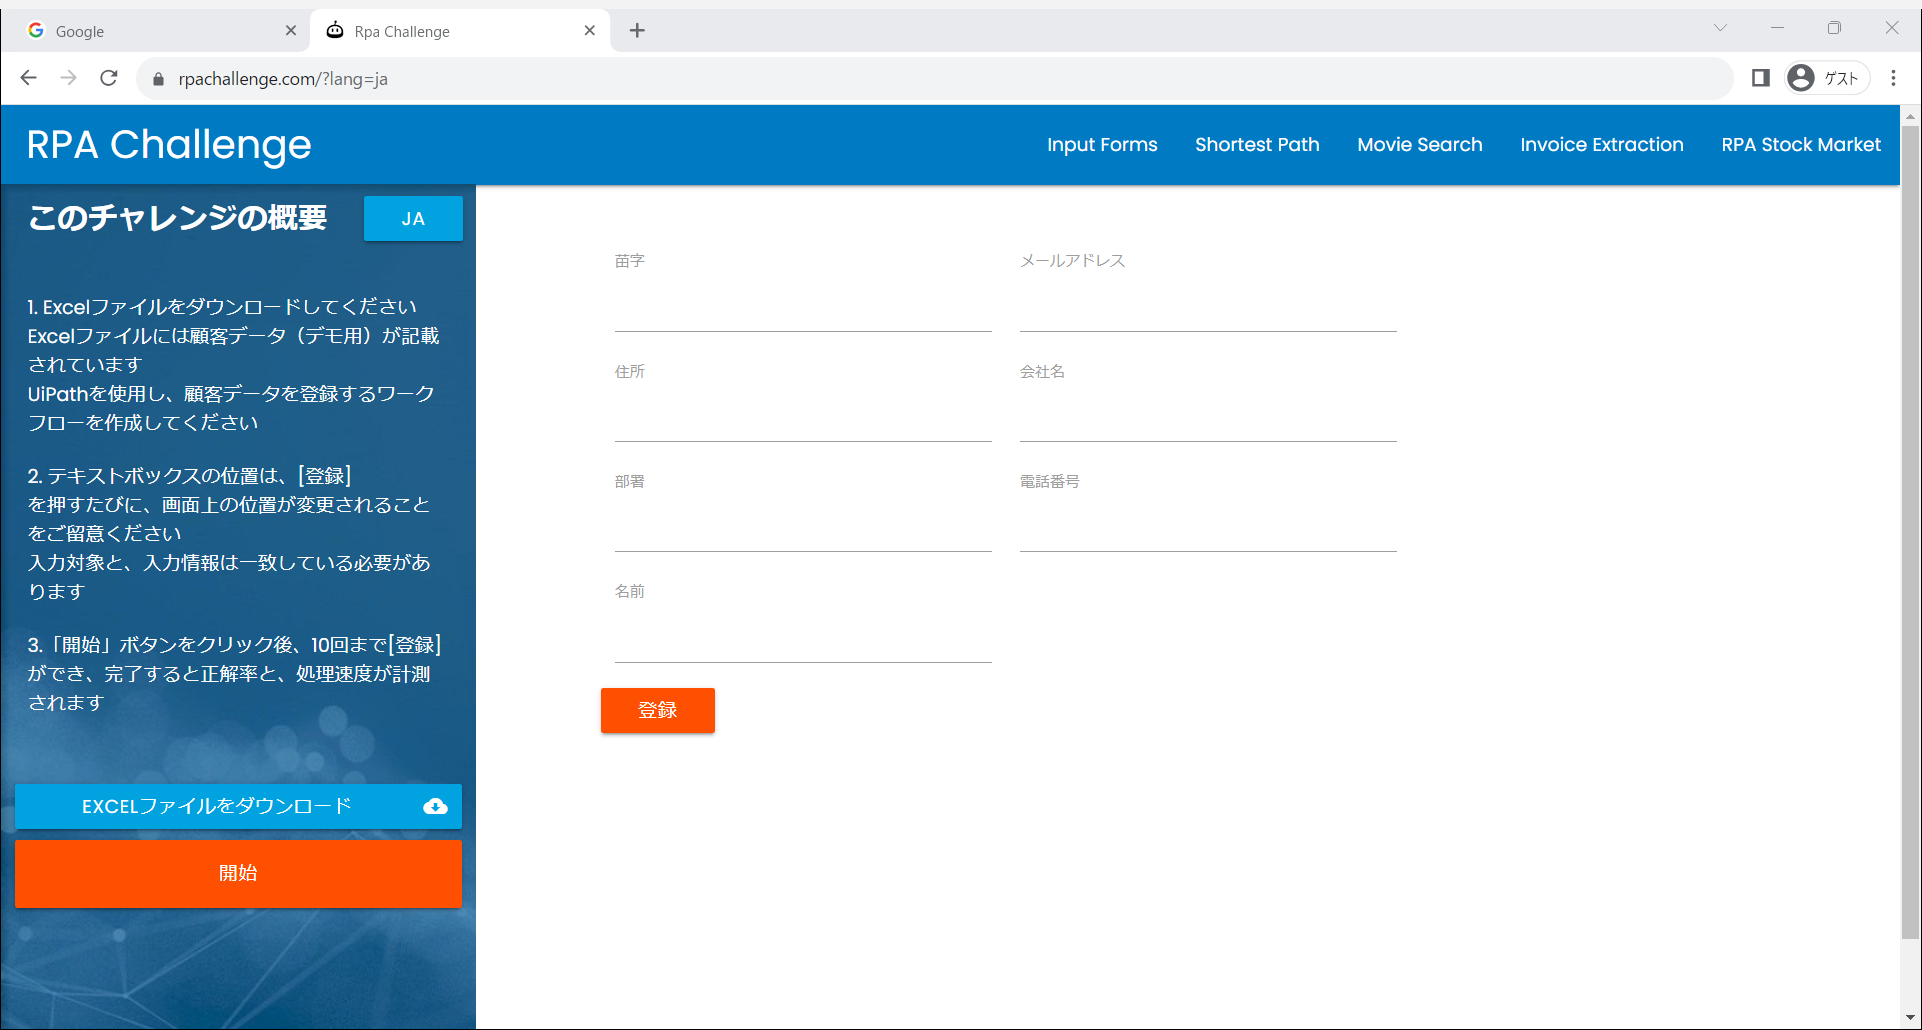 Google
Rpa Challenge
rpachallenge.com/?lang=ja
ゲスト
RPA Challenge
Input Forms
Shortest Path
Movie Search
Invoice Extraction
RPA Stock Market
このチャレンジの概要
JA
1. Excelファイルをダウンロードしてください
Excelファイルには顧客データ（デモ用）が記載
されています
UiPathを使用し、顧客データを登録するワーク
フローを作成してください
2. テキストボックスの位置は、[登録]
を押すたびに、画面上の位置が変更されること
をご留意ください
入力対象と、入力情報は一致している必要があ
ります
3.「開始」ボタンをクリック後、10回まで[登録]
ができ、完了すると正解率と、処理速度が計測
されます
EXCELファイルをダウンロード
開始
苗字
メールアドレス
住所
会社名
部署
電話番号
名前
登録